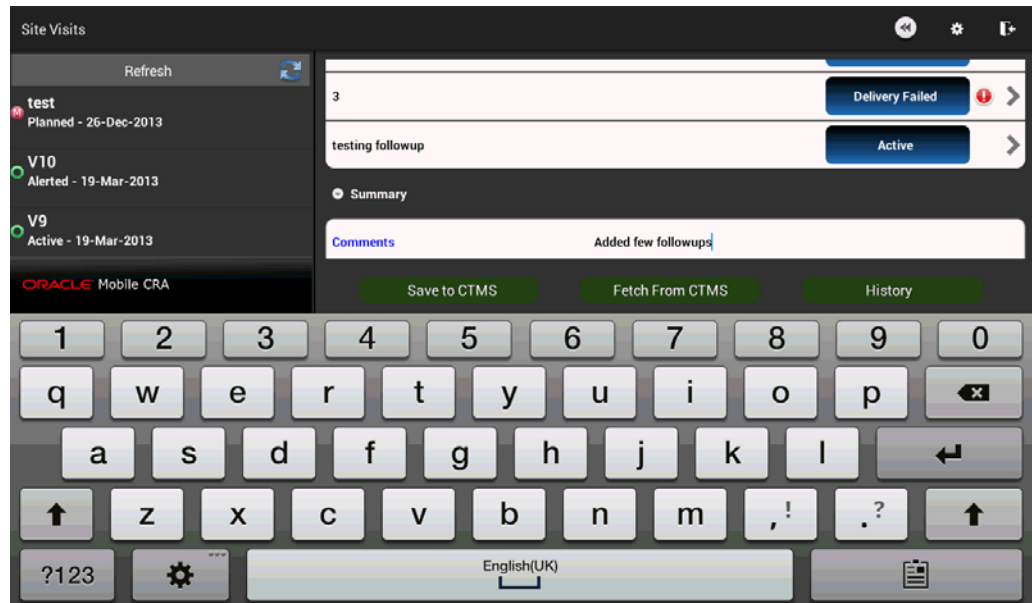 Site Visits
Refresh
M
test
Planned - 26-Dec-2013
V10
Alerted - 19-Mar-2013
V9
Active - 19-Mar-2013
ORACLE Mobile CRA
3 Delivery Failed
testing followup Active
Summary
Comments Added few followups
Save to CTMS Fetch From CTMS History
1 2 3 4 5 6 7 8 9 0
q w e r t y u i o p
a s d f g h j k l
z x c v b n m , ! . ?
?123 English(UK)